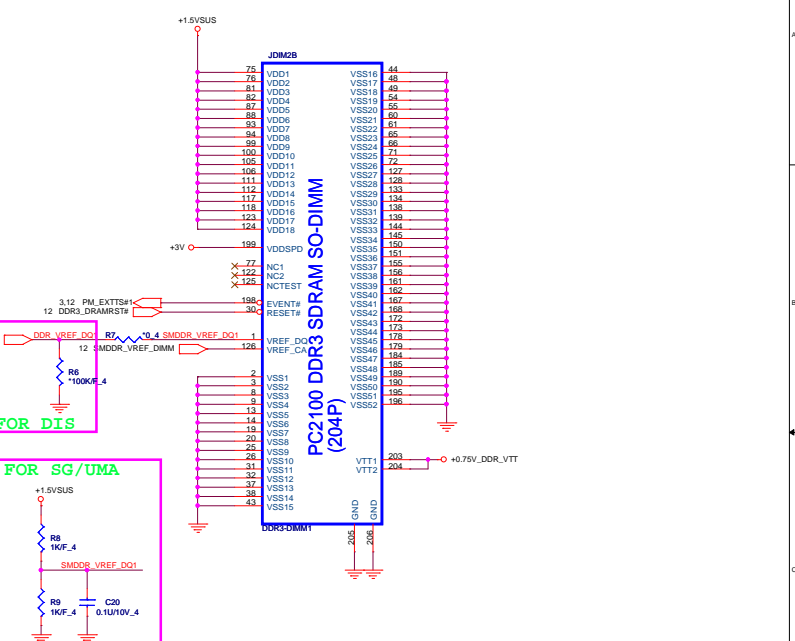 +1.5VSUS
JDIM2B
75 VDD1
76 VDD2
81 VDD3
82 VDD4
87 VDD5
88 VDD6
93 VDD7
94 VDD8
99 VDD9
100 VDD10
105 VDD11
106 VDD12
111 VDD13
112 VDD14
117 VDD15
118 VDD16
123 VDD17
124 VDD18
+3V 199 VDDSPD
77 NC1
122 NC2
125 NCTEST
3,12 PM_EXTTS#1 198 EVENT#
12 DDR3_DRAMRST# 30 RESET#
DDR_VREF_DQ1 R7 *0_4 SMDDR_VREF_DQ1 1 VREF_DQ
12 SMDDR_VREF_DIMM 126 VREF_CA
R6
*100K/F_4
FOR DIS
2 VSS1
3 VSS2
8 VSS3
9 VSS4
13 VSS5
14 VSS6
19 VSS7
20 VSS8
25 VSS9
26 VSS10
31 VSS11
32 VSS12
37 VSS13
38 VSS14
43 VSS15
PC2100 DDR3 SDRAM SO-DIMM
(204P)
VSS16 44
VSS17 48
VSS18 49
VSS19 54
VSS20 55
VSS21 60
VSS22 61
VSS23 65
VSS24 66
VSS25 71
VSS26 72
VSS27 127
VSS28 128
VSS29 133
VSS30 134
VSS31 138
VSS32 139
VSS33 144
VSS34 145
VSS35 150
VSS36 151
VSS37 155
VSS38 156
VSS39 161
VSS40 162
VSS41 167
VSS42 168
VSS43 172
VSS44 173
VSS45 178
VSS46 179
VSS47 184
VSS48 185
VSS49 189
VSS50 190
VSS51 195
VSS52 196
VTT1 203 +0.75V_DDR_VTT
VTT2 204
GND 205
GND 206
DDR3-DIMM1
FOR SG/UMA
+1.5VSUS
R8
1K/F_4
SMDDR_VREF_DQ1
R9
1K/F_4
C20
0.1U/10V_4
A
B
C